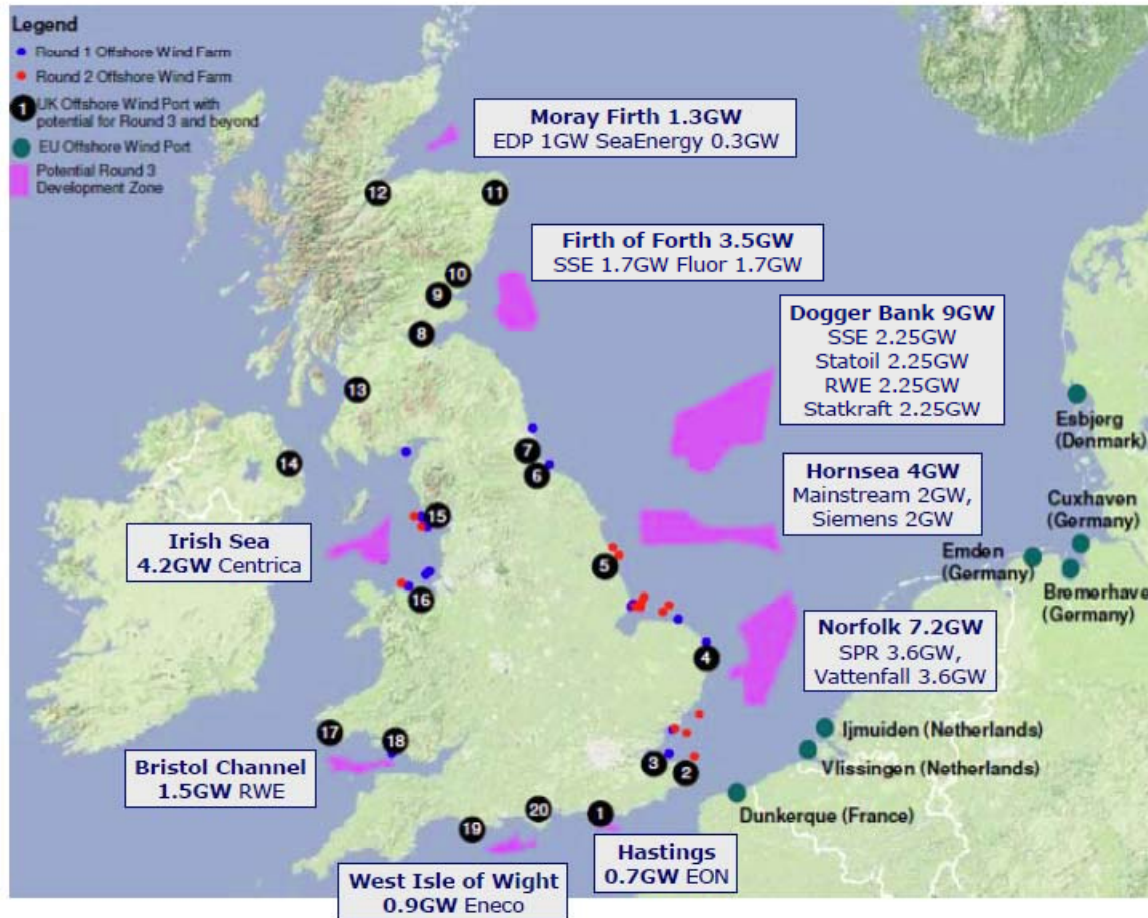 Legend
Round 1 Offshore Wind Farm
Round 2 Offshore Wind Farm
1
UK Offshore Wind Port with
potential for Round 3 and beyond
EU Offshore Wind Port
Potential Round 3
Development Zone
Moray Firth 1.3GW
EDP 1GW SeaEnergy 0.3GW
12
11
Firth of Forth 3.5GW
SSE 1.7GW Fluor 1.7GW
10
9
8
Dogger Bank 9GW
SSE 2.25GW
Statoil 2.25GW
RWE 2.25GW
Statkraft 2.25GW
13
Esbjerg
(Denmark)
7
6
14
Hornsea 4GW
Mainstream 2GW,
Siemens 2GW
Cuxhaven
(Germany)
15
Irish Sea
4.2GW Centrica
5
Emden
(Germany)
Bremerhave
(Germany)
16
Norfolk 7.2GW
SPR 3.6GW,
Vattenfall 3.6GW
4
17
18
Ijmuiden (Netherlands)
Vlissingen (Netherlands)
Bristol Channel
1.5GW RWE
3
2
Dunkerque (France)
20
1
19
Hastings
0.7GW EON
West Isle of Wight
0.9GW Eneco